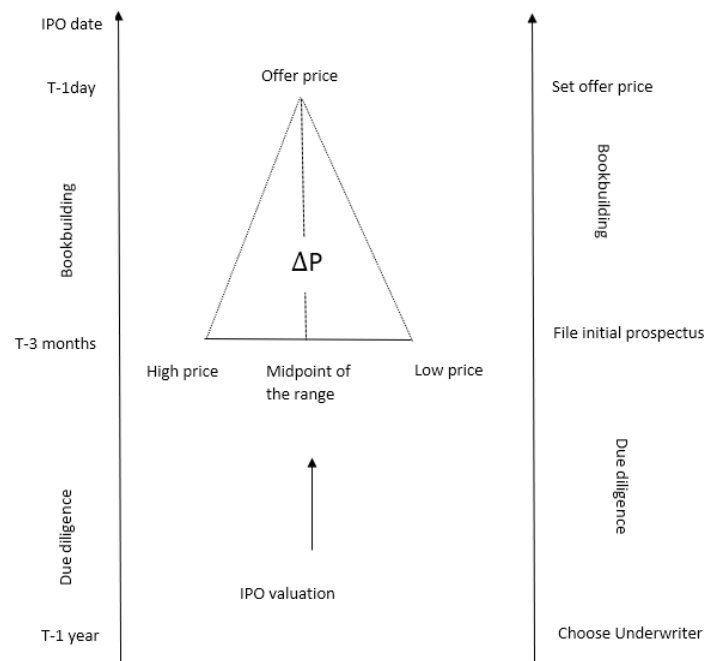 IPO date
Offer price
T-1day
Set offer price
Bookbuilding
Bookbuilding
ΔP
T-3 months
File initial prospectus
High price
Midpoint of
the range
Low price
Due diligence
Due diligence
IPO valuation
T-1 year
Choose Underwriter